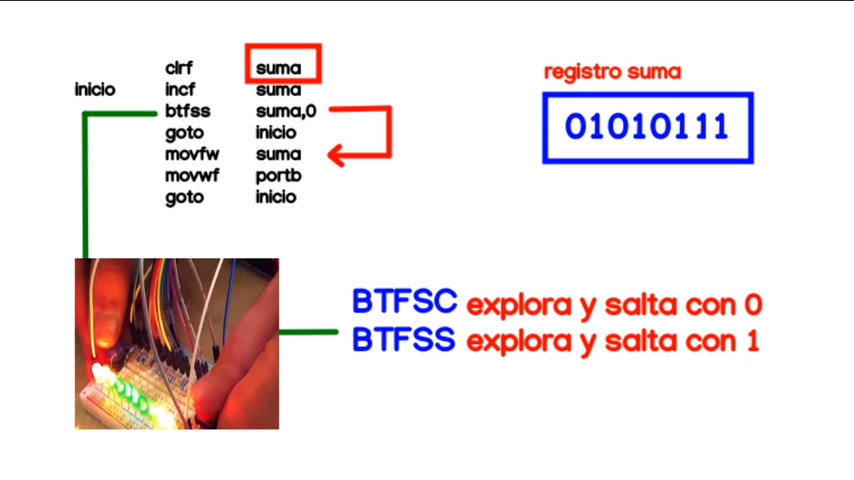 clrf suma
inicio incf suma
btfss suma,0
goto inicio
movfw suma
movwf portb
goto inicio
registro suma
01010111
BTFSC explora y salta con 0
BTFSS explora y salta con 1